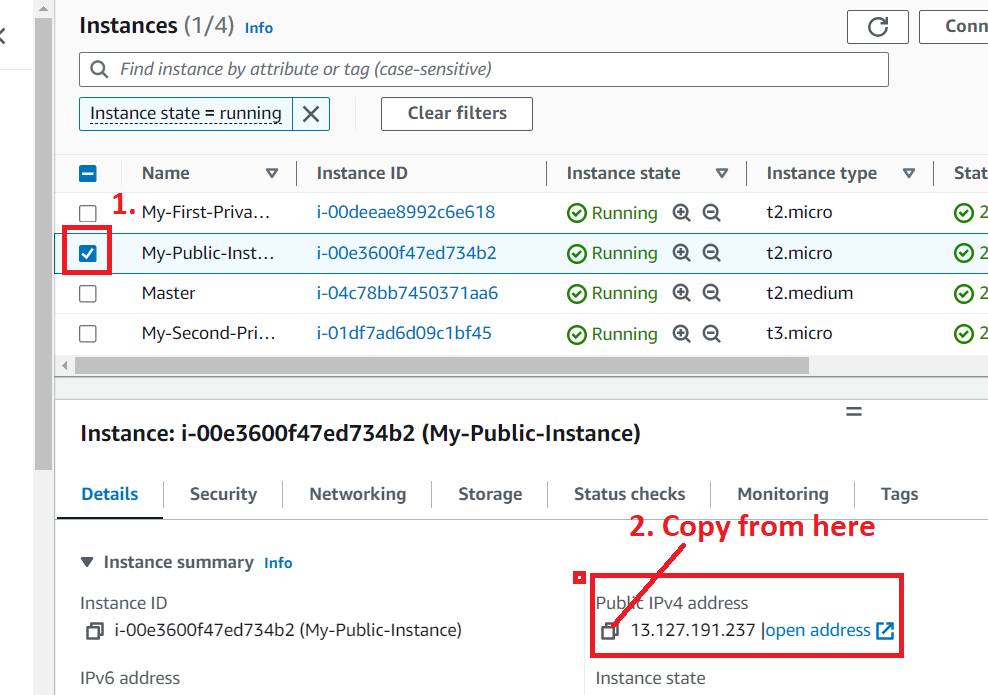 Instances (1/4) Info
Conn
Find instance by attribute or tag (case-sensitive)
Instance state = running
Clear filters
Name Instance ID Instance state Instance type Stat
1. My-First-Priva... i-00deeae8992c6e618 Running t2.micro 2
My-Public-Inst... i-00e3600f47ed734b2 Running t2.micro 2
Master i-04c78bb7450371aa6 Running t2.medium 2
My-Second-Pri... i-01df7ad6d09c1bf45 Running t3.micro 2
Instance: i-00e3600f47ed734b2 (My-Public-Instance)
Details Security Networking Storage Status checks Monitoring Tags
2. Copy from here
Instance summary Info
Instance ID Public IPv4 address
i-00e3600f47ed734b2 (My-Public-Instance) 13.127.191.237 |open address
IPv6 address Instance state